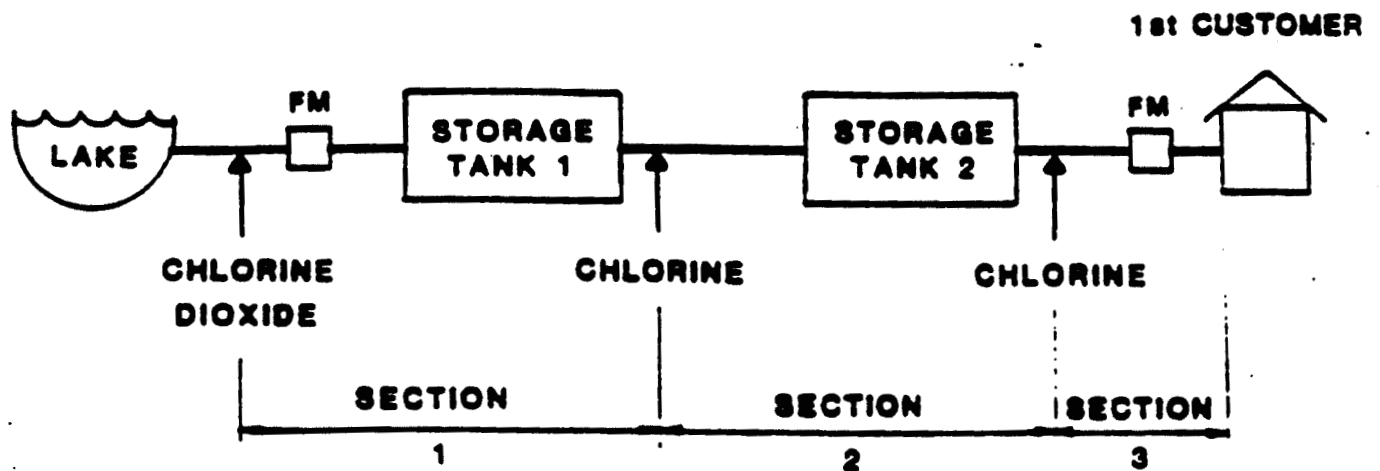 1st CUSTOMER
FM
FM
LAKE
STORAGE
TANK 1
STORAGE
TANK 2
CHLORINE
DIOXIDE
CHLORINE
CHLORINE
SECTION
1
SECTION
2
SECTION
3